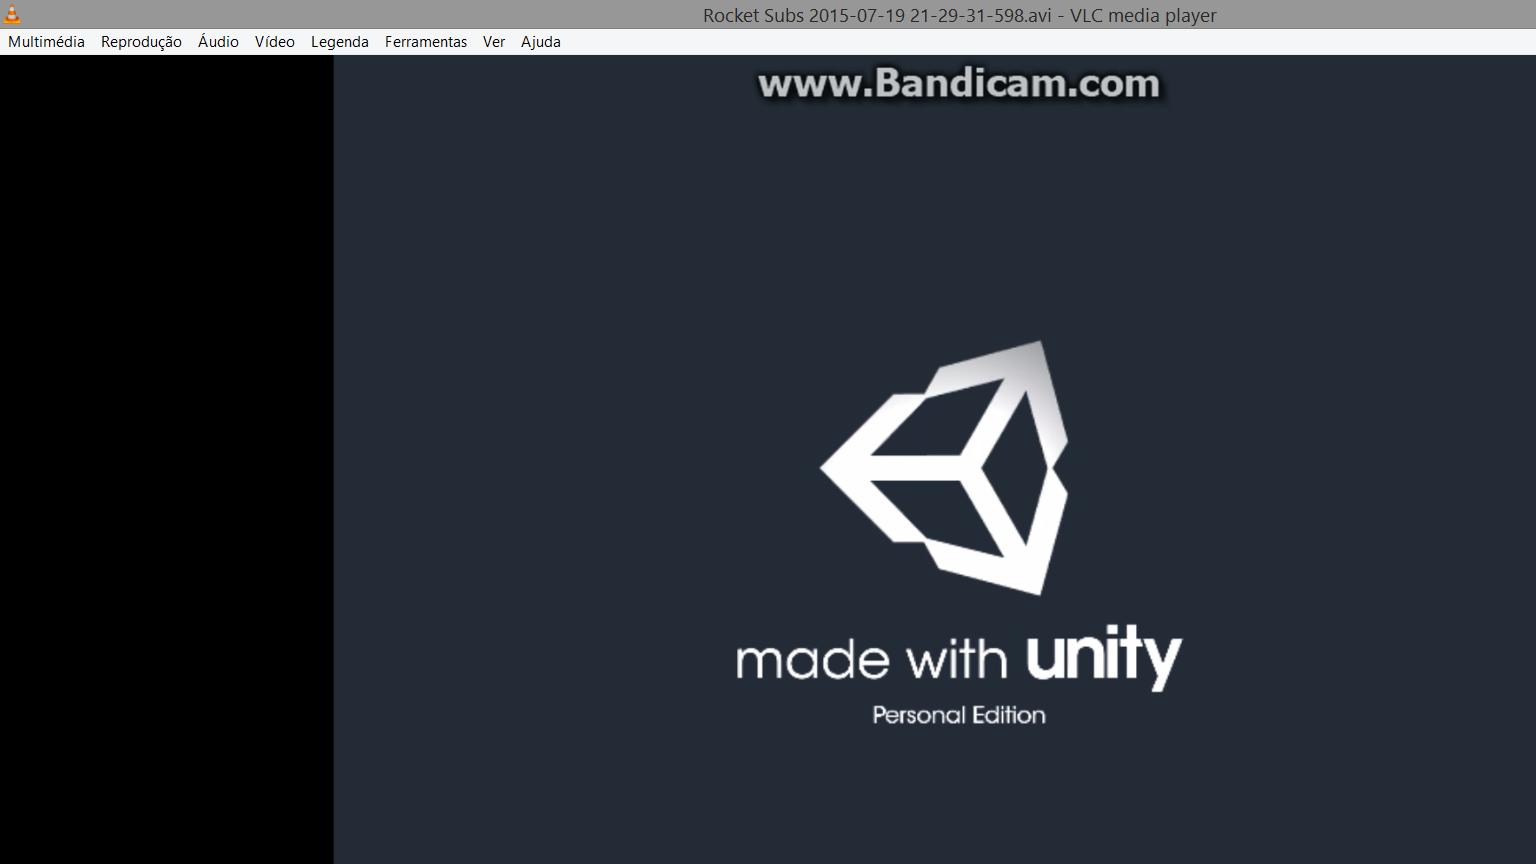 Rocket Subs 2015-07-19 21-29-31-598.avi - VLC media player
Multimédia Reprodução Áudio Vídeo Legenda Ferramentas Ver Ajuda
www.Bandicam.com
made with unity
Personal Edition